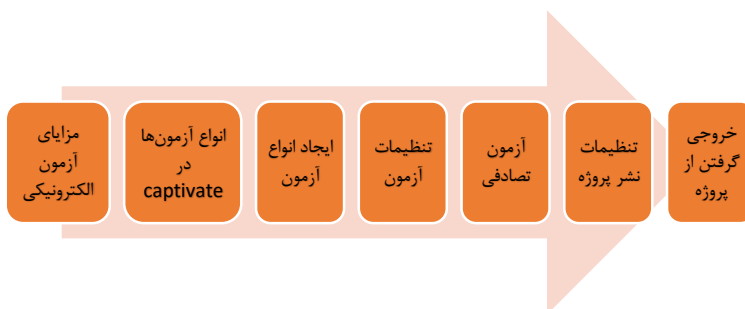 مزایای
آزمون
الکترونیکی
انواع آزمون‌ها
در
captivate
ایجاد انواع
آزمون
تنظیمات
آزمون
آزمون
تصادفی
تنظیمات
نشر پروژه
خروجی
گرفتن از
پروژه